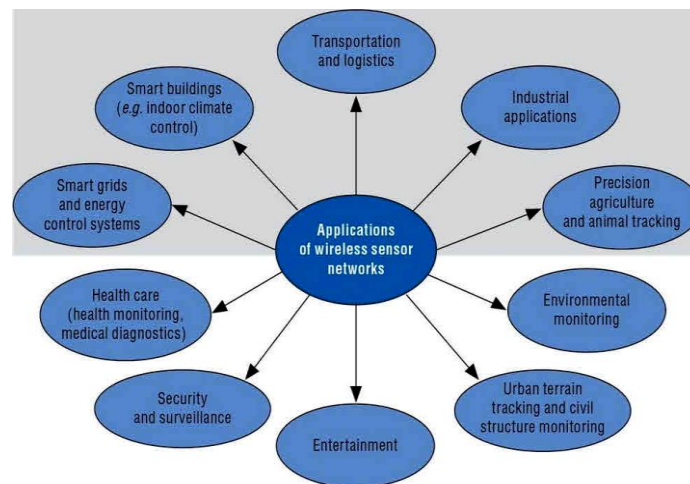 Transportation
and logistics
Smart buildings
(e.g. indoor climate
control)
Industrial
applications
Smart grids
and energy
control systems
Precision
agriculture
and animal tracking
Applications
of wireless sensor
networks
Health care
(health monitoring,
medical diagnostics)
Environmental
monitoring
Security
and surveillance
Urban terrain
tracking and civil
structure monitoring
Entertainment